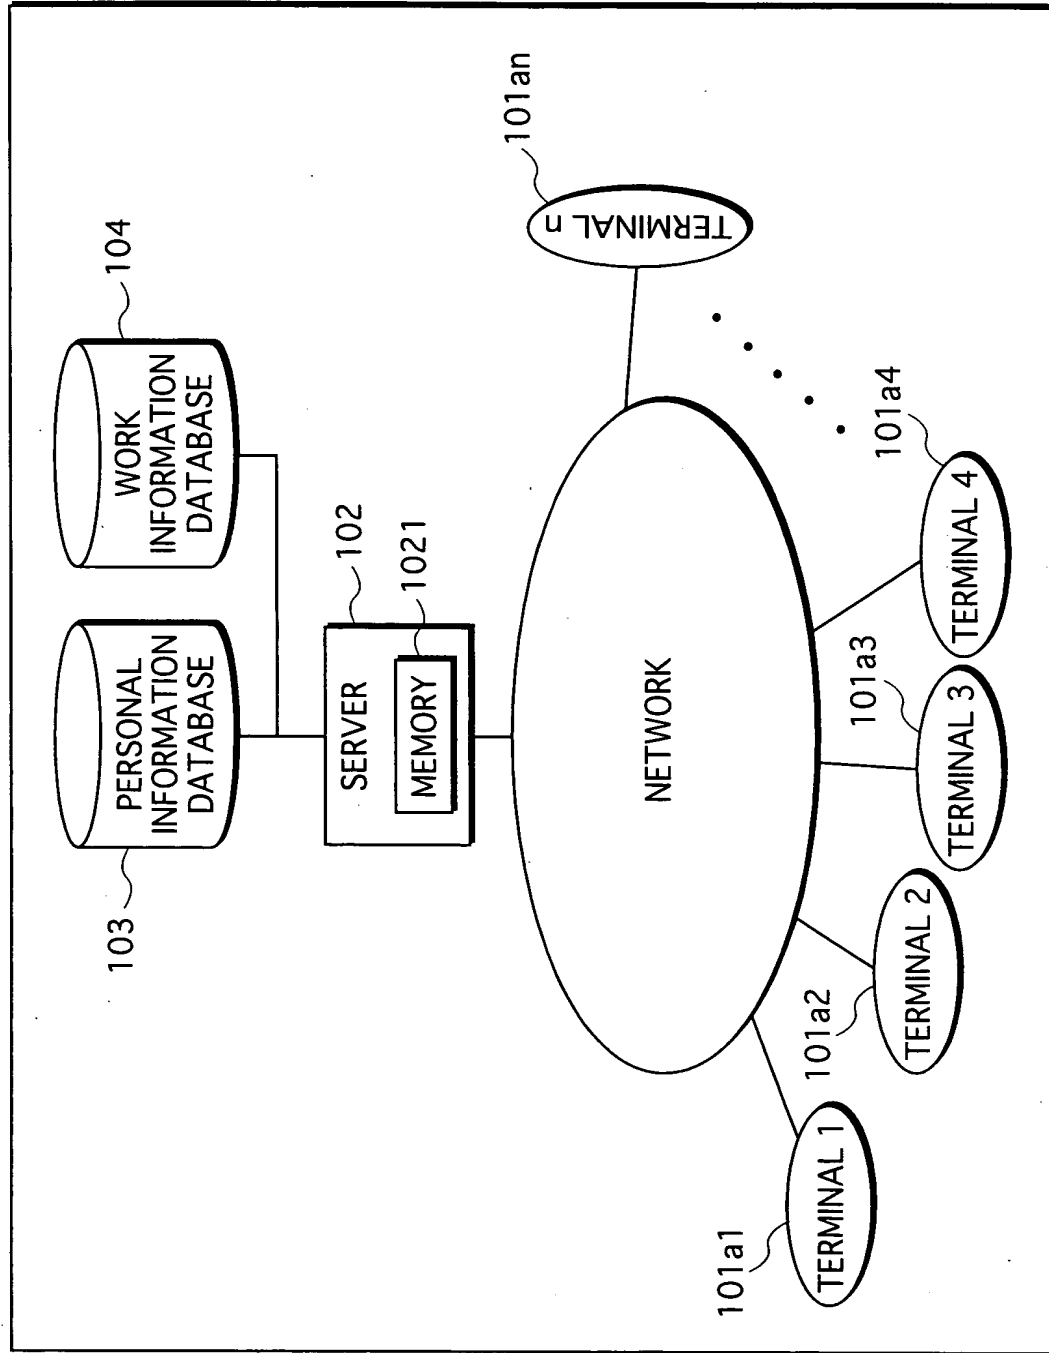 103
PERSONAL
INFORMATION
DATABASE
104
WORK
INFORMATION
DATABASE
102
SERVER
1021
MEMORY
NETWORK
101a1
TERMINAL 1
101a2
TERMINAL 2
101a3
TERMINAL 3
101a4
TERMINAL 4
101an
TERMINAL n